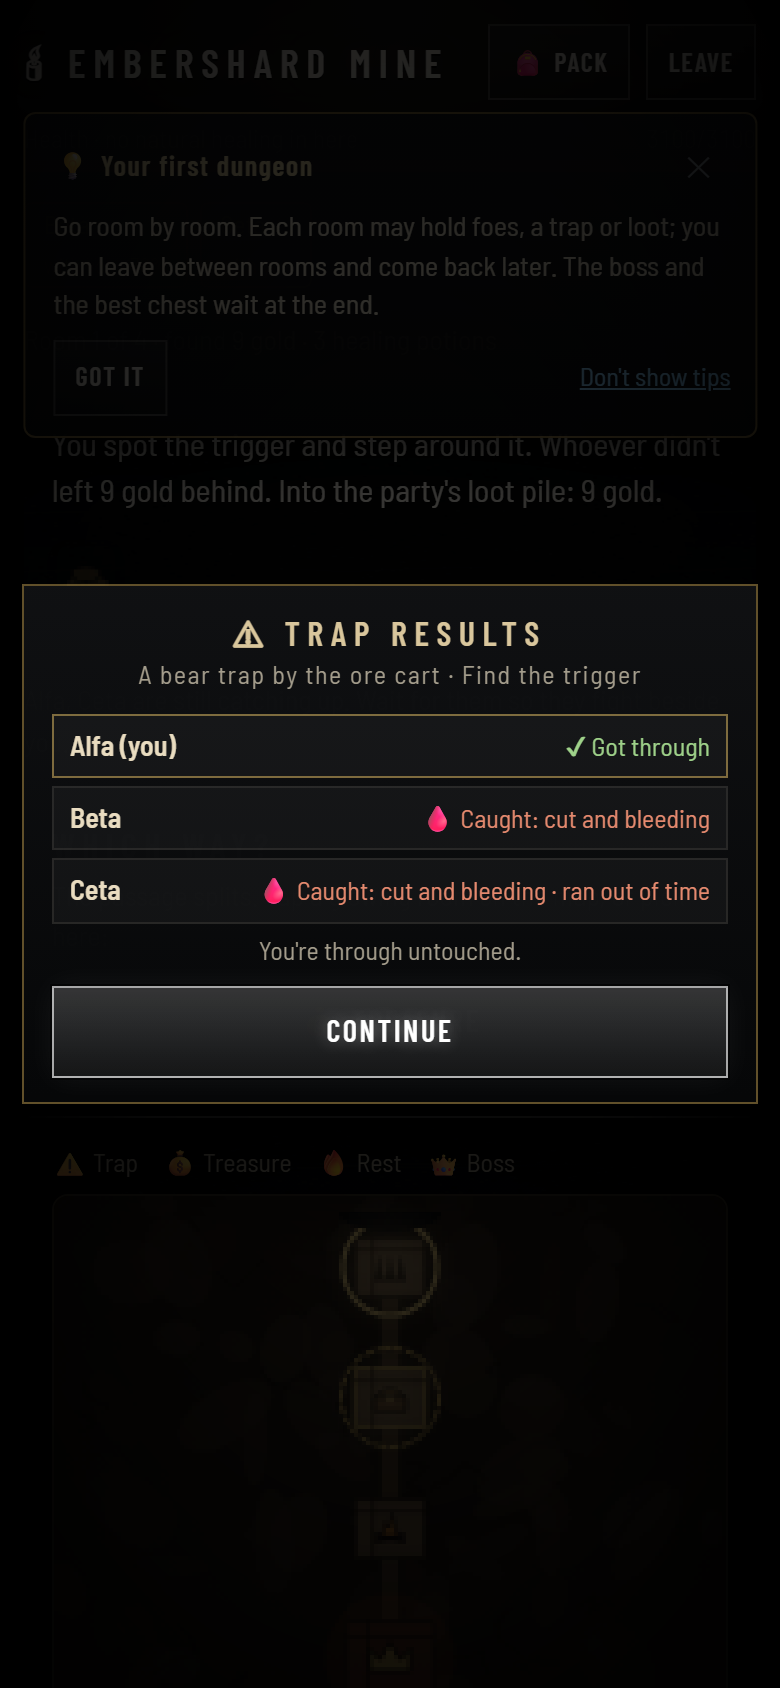 EMBERSHARD MINE
PACK
LEAVE
Your first dungeon
Go room by room. Each room may hold foes, a trap or loot; you
can leave between rooms and come back later. The boss and
the best chest wait at the end.
GOT IT
Don't show tips
You spot the trigger and step around it. Whoever didn't
left 9 gold behind. Into the party's loot pile: 9 gold.
TRAP RESULTS
A bear trap by the ore cart · Find the trigger
Alfa (you)
✓ Got through
Beta
Caught: cut and bleeding
Ceta
Caught: cut and bleeding · ran out of time
You're through untouched.
CONTINUE
Trap
Treasure
Rest
Boss